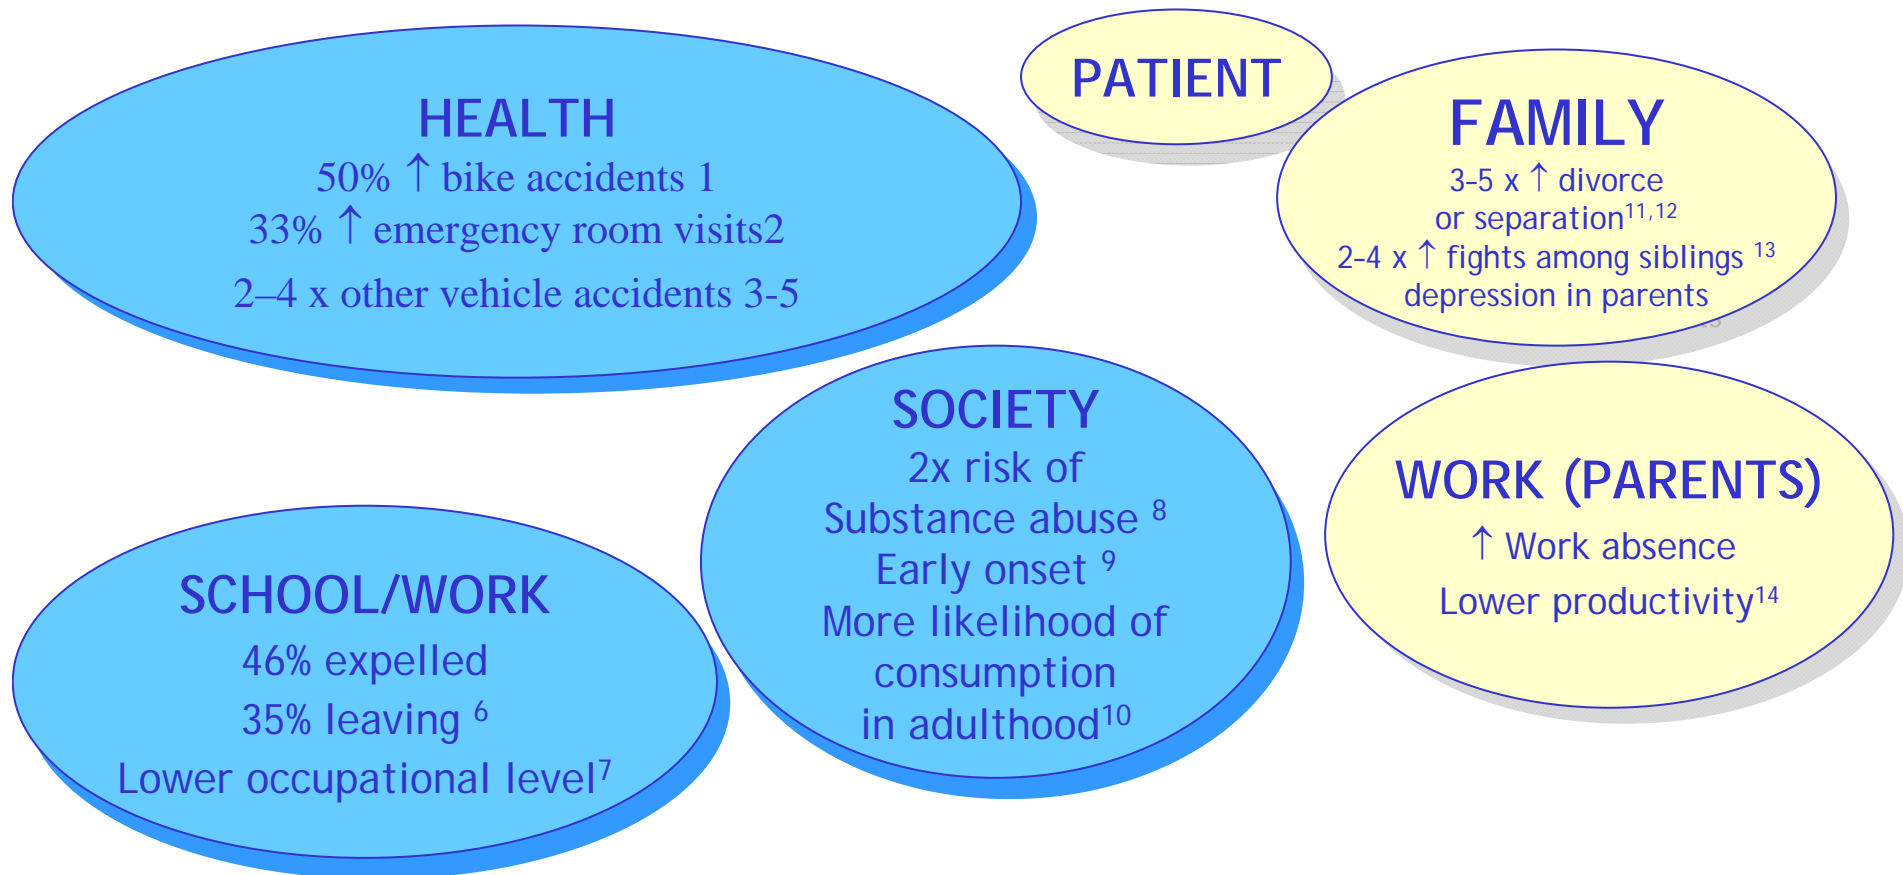 HEALTH
50% ↑ bike accidents 1
33% ↑ emergency room visits2
2–4 x other vehicle accidents 3-5
PATIENT
FAMILY
3-5 x ↑ divorce
or separation11,12
2-4 x ↑ fights among siblings 13
depression in parents
SOCIETY
2x risk of
Substance abuse 8
Early onset 9
More likelihood of
consumption
in adulthood10
WORK (PARENTS)
↑ Work absence
Lower productivity14
SCHOOL/WORK
46% expelled
35% leaving 6
Lower occupational level7